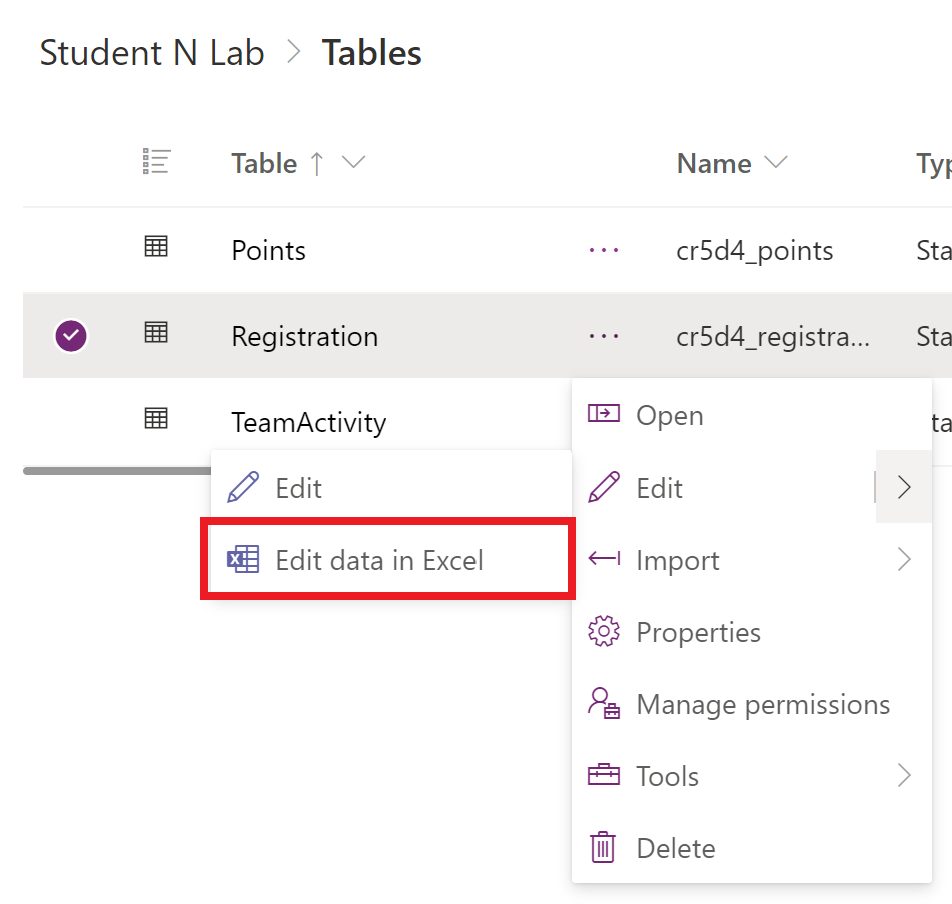 Student N Lab > Tables
Table ↑ Name Typ
Points ... cr5d4_points Sta
Registration ... cr5d4_registra... Sta
TeamActivity ta
Open
Edit
Edit data in Excel
Edit
Import
Properties
Manage permissions
Tools
Delete